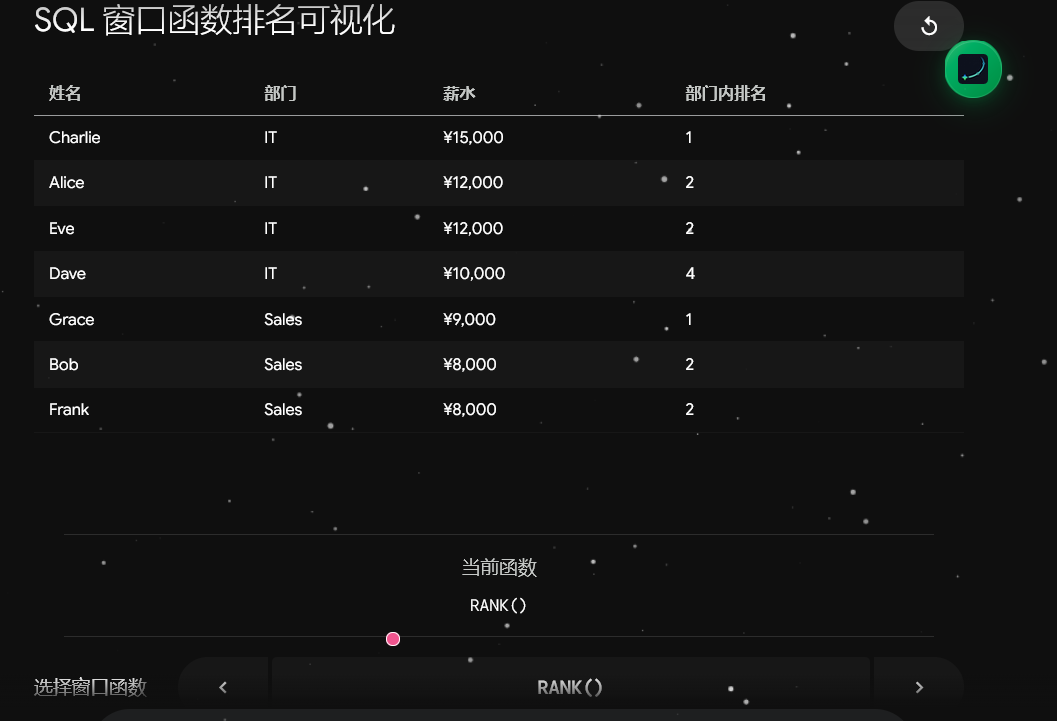 SQL 窗口函数排名可视化
姓名 部门 薪水 部门内排名
Charlie IT ¥15,000 1
Alice IT ¥12,000 2
Eve IT ¥12,000 2
Dave IT ¥10,000 4
Grace Sales ¥9,000 1
Bob Sales ¥8,000 2
Frank Sales ¥8,000 2
当前函数
RANK()
选择窗口函数 RANK()